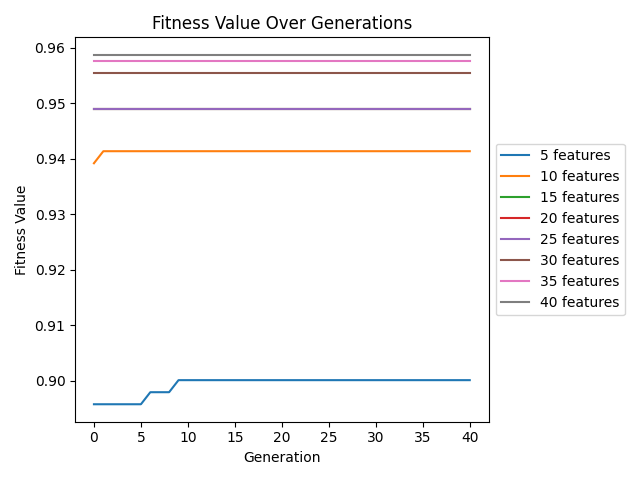 Fitness Value Over Generations
0.96
0.95
0.94
0.93
0.92
0.91
0.90
Fitness Value
0 5 10 15 20 25 30 35 40
Generation
5 features
10 features
15 features
20 features
25 features
30 features
35 features
40 features